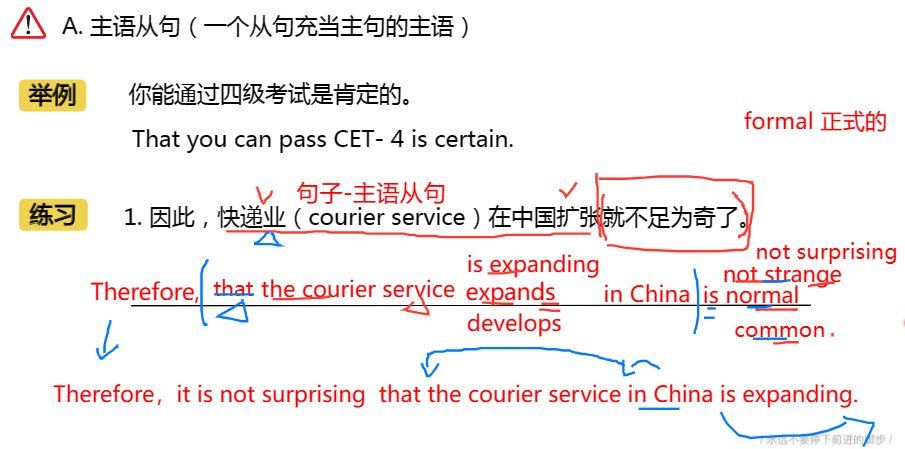 A. 主语从句（一个从句充当主句的主语）
举例 你能通过四级考试是肯定的。
That you can pass CET- 4 is certain.
formal 正式的
句子-主语从句
练习 1. 因此，快递业（courier service）在中国扩张就不足为奇了。
not surprising
is expanding not strange
Therefore, that the courier service expands in China is normal
develops common .
Therefore，it is not surprising that the courier service in China is expanding.
/ 永远不要停下前进的脚步 /